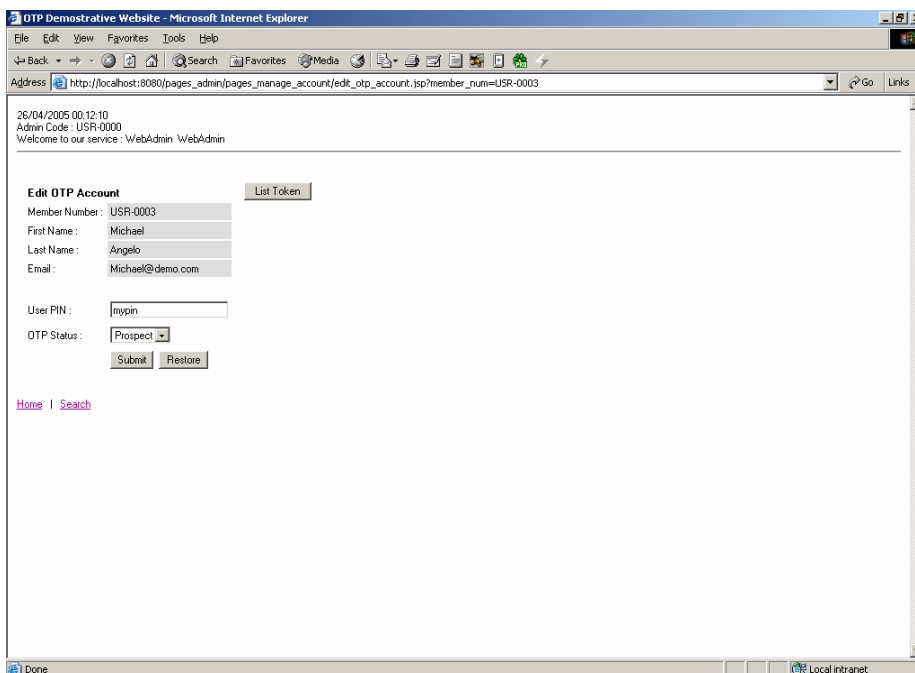 OTP Demostrative Website - Microsoft Internet Explorer
File Edit View Favorites Tools Help
Back Search Favorites Media
Address http://localhost:8080/pages_admin/pages_manage_account/edit_otp_account.jsp?member_num=USR-0003 Go Links
26/04/2005 00:12:10
Admin Code : USR-0000
Welcome to our service : WebAdmin WebAdmin
Edit OTP Account List Token
Member Number : USR-0003
First Name : Michael
Last Name : Angelo
Email : Michael@demo.com
User PIN : mypin
OTP Status : Prospect
Submit Restore
Home | Search
Done Local intranet